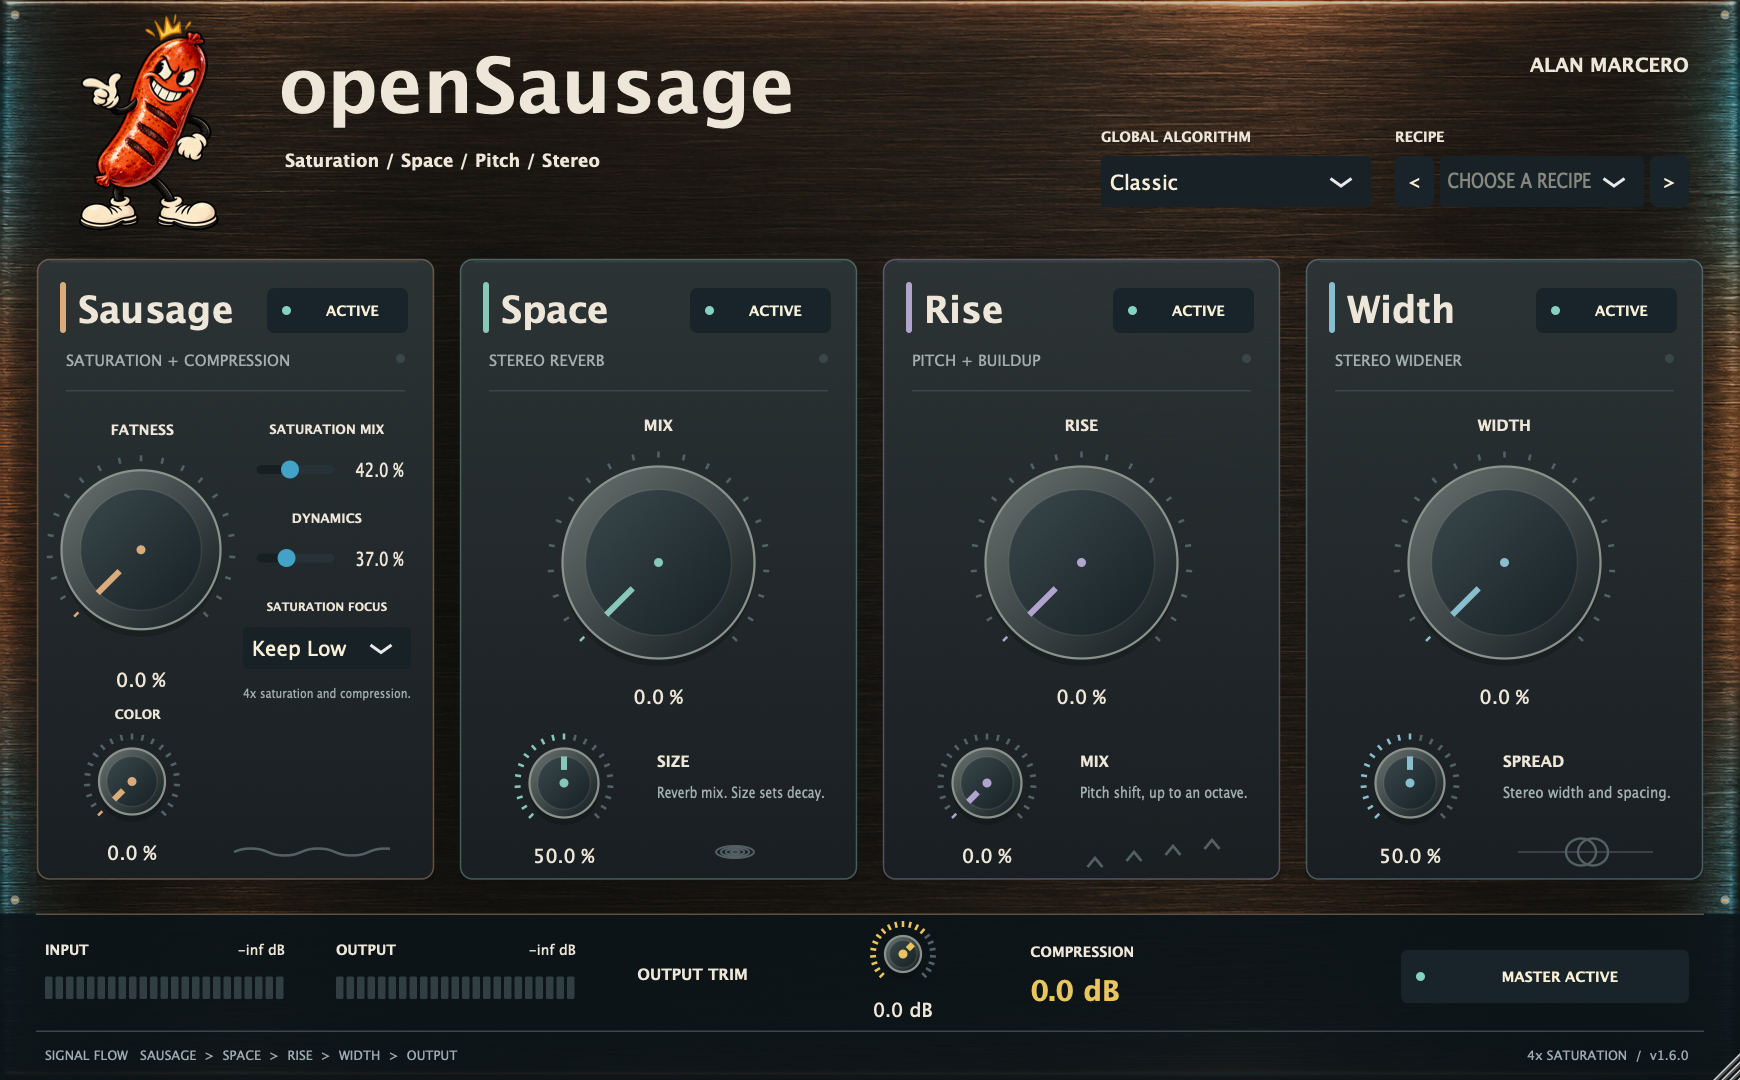 openSausage
Saturation / Space / Pitch / Stereo
ALAN MARCERO
GLOBAL ALGORITHM
Classic
RECIPE
< CHOOSE A RECIPE >
Sausage
ACTIVE
SATURATION + COMPRESSION
FATNESS
0.0 %
SATURATION MIX
42.0 %
DYNAMICS
37.0 %
SATURATION FOCUS
Keep Low
4x saturation and compression.
COLOR
0.0 %
Space
ACTIVE
STEREO REVERB
MIX
0.0 %
SIZE
Reverb mix. Size sets decay.
50.0 %
Rise
ACTIVE
PITCH + BUILDUP
RISE
0.0 %
MIX
Pitch shift, up to an octave.
0.0 %
Width
ACTIVE
STEREO WIDENER
WIDTH
0.0 %
SPREAD
Stereo width and spacing.
50.0 %
INPUT -inf dB
OUTPUT -inf dB
OUTPUT TRIM
0.0 dB
COMPRESSION
0.0 dB
MASTER ACTIVE
SIGNAL FLOW SAUSAGE > SPACE > RISE > WIDTH > OUTPUT
4x SATURATION / v1.6.0